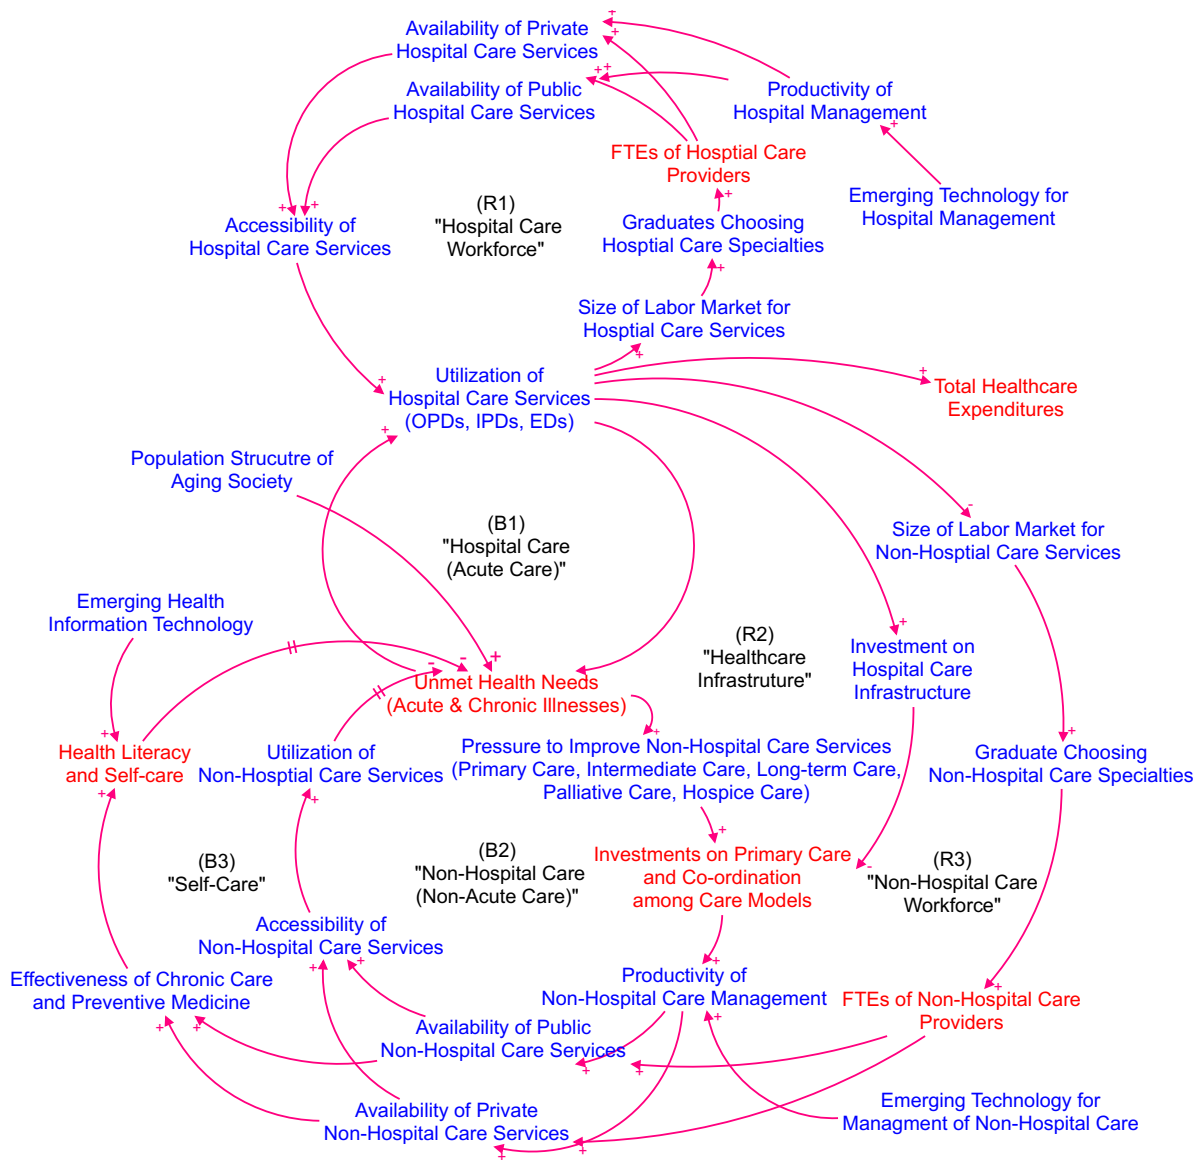 Availability of Private
Hospital Care Services
Availability of Public
Hospital Care Services
Productivity of
Hospital Management
FTEs of Hosptial Care
Providers
Emerging Technology for
Hospital Management
(R1)
"Hospital Care
Workforce"
Accessibility of
Hospital Care Services
Graduates Choosing
Hosptial Care Specialties
Size of Labor Market for
Hosptial Care Services
Utilization of
Hospital Care Services
(OPDs, IPDs, EDs)
Total Healthcare
Expenditures
Population Strucutre of
Aging Society
(B1)
"Hospital Care
(Acute Care)"
Size of Labor Market for
Non-Hosptial Care Services
Emerging Health
Information Technology
(R2)
"Healthcare
Infrastruture"
Investment on
Hospital Care
Infrastructure
Unmet Health Needs
(Acute & Chronic Illnesses)
Health Literacy
and Self-care
Utilization of
Non-Hosptial Care Services
Pressure to Improve Non-Hospital Care Services
(Primary Care, Intermediate Care, Long-term Care,
Palliative Care, Hospice Care)
Graduate Choosing
Non-Hospital Care Specialties
(B3)
"Self-Care"
(B2)
"Non-Hospital Care
(Non-Acute Care)"
Investments on Primary Care
and Co-ordination
among Care Models
(R3)
"Non-Hospital Care
Workforce"
Accessibility of
Non-Hospital Care Services
Effectiveness of Chronic Care
and Preventive Medicine
Productivity of
Non-Hospital Care Management
FTEs of Non-Hospital Care
Providers
Availability of Public
Non-Hospital Care Services
Availability of Private
Non-Hospital Care Services
Emerging Technology for
Managment of Non-Hospital Care